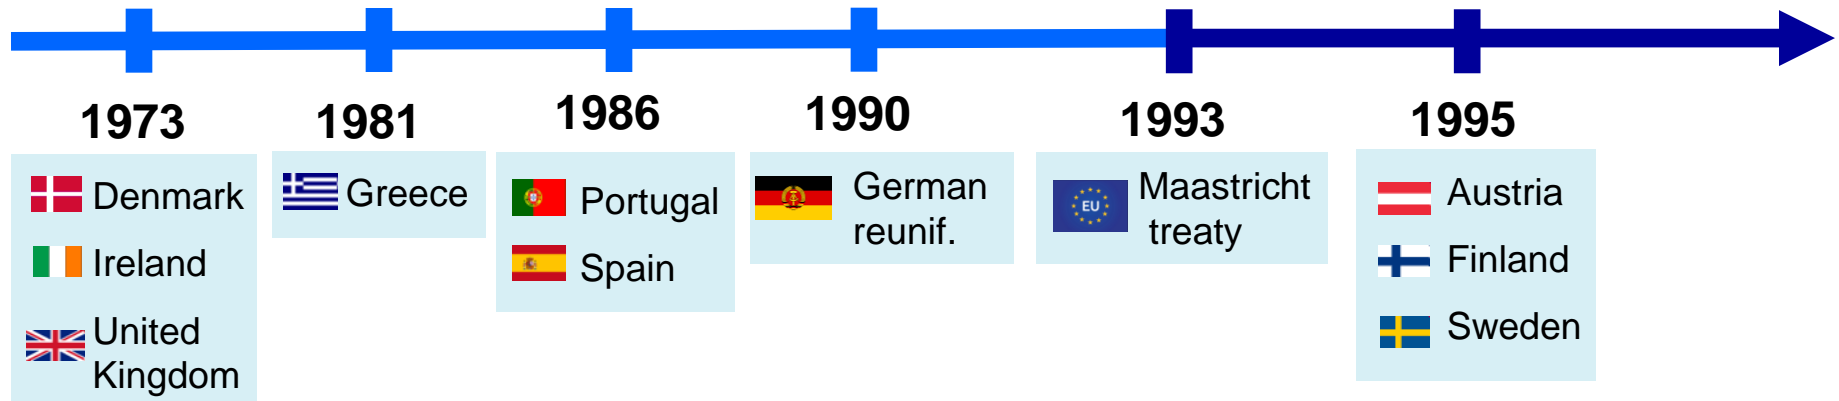 1973
Denmark
Ireland
United
Kingdom
1981
Greece
1986
Portugal
Spain
1990
German
reunif.
1993
EU
Maastricht
treaty
1995
Austria
Finland
Sweden